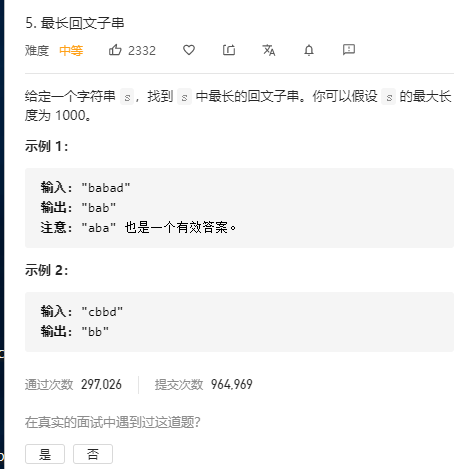 5. 最长回文子串
难度 中等 2332
给定一个字符串 s，找到 s 中最长的回文子串。你可以假设 s 的最大长
度为 1000。
示例 1：
输入: "babad"
输出: "bab"
注意: "aba" 也是一个有效答案。
示例 2：
输入: "cbbd"
输出: "bb"
通过次数 297,026 提交次数 964,969
在真实的面试中遇到过这道题？
是 否